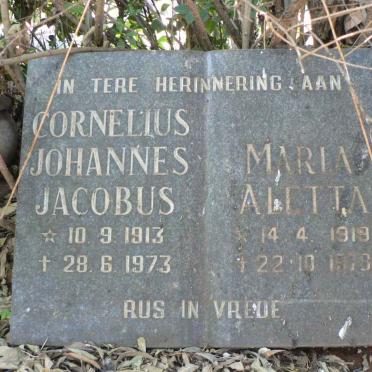 IN TERE HERINNERING AAN
CORNELIUS
JOHANNES
JACOBUS
☆ 10. 9. 1913
✝ 28. 6. 1973
MARIA
ALETTA
☆ 14. 4. 1919
✝ 22. 10.
RUS IN VREDE